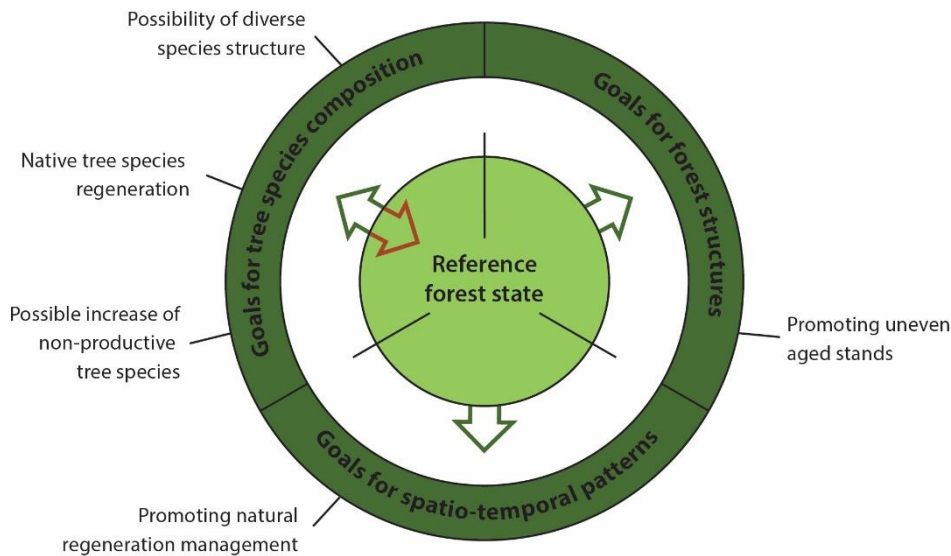 Possibility of diverse
species structure
Goals for tree species composition
Goals for forest structures
Native tree species
regeneration
Reference
forest state
Possible increase of
non-productive
tree species
Promoting uneven
aged stands
Goals for spatio-temporal patterns
Promoting natural
regeneration management